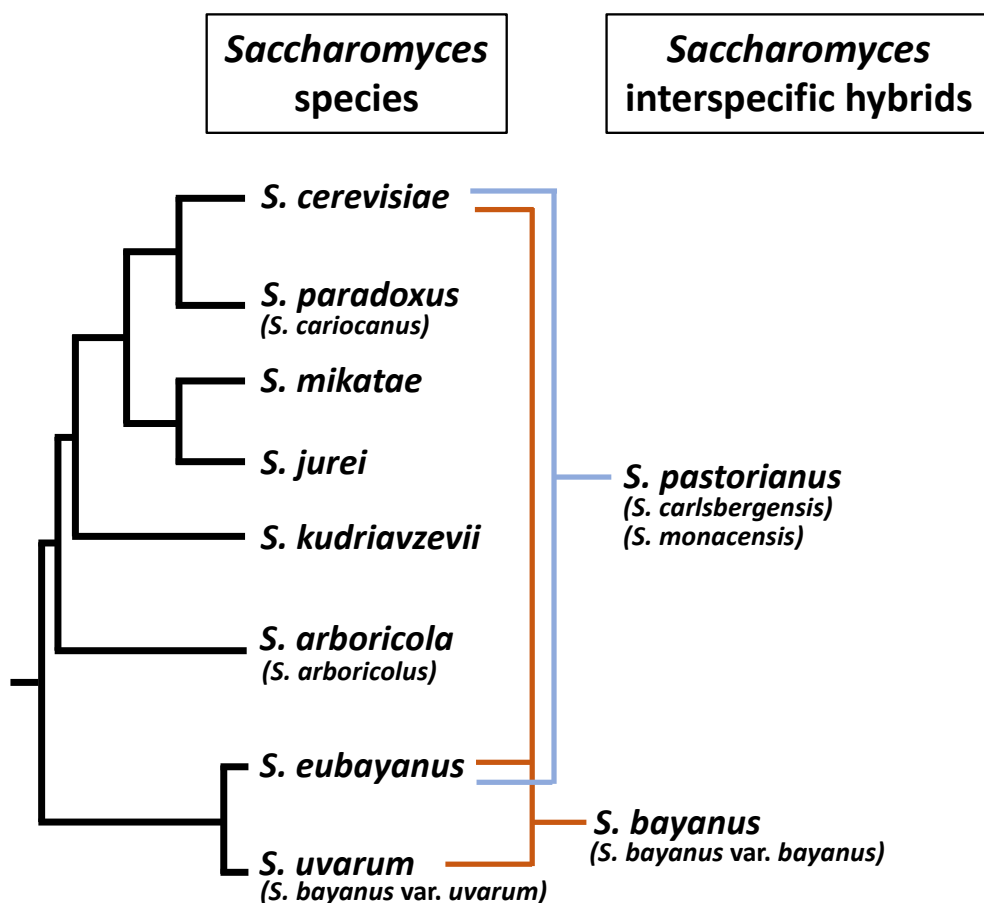 Saccharomyces
species
Saccharomyces
interspecific hybrids
S. cerevisiae
S. paradoxus
(S. cariocanus)
S. mikatae
S. jurei
S. pastorianus
(S. carlsbergensis)
(S. monacensis)
S. kudriavzevii
S. arboricola
(S. arboricolus)
S. eubayanus
S. bayanus
(S. bayanus var. bayanus)
S. uvarum
(S. bayanus var. uvarum)